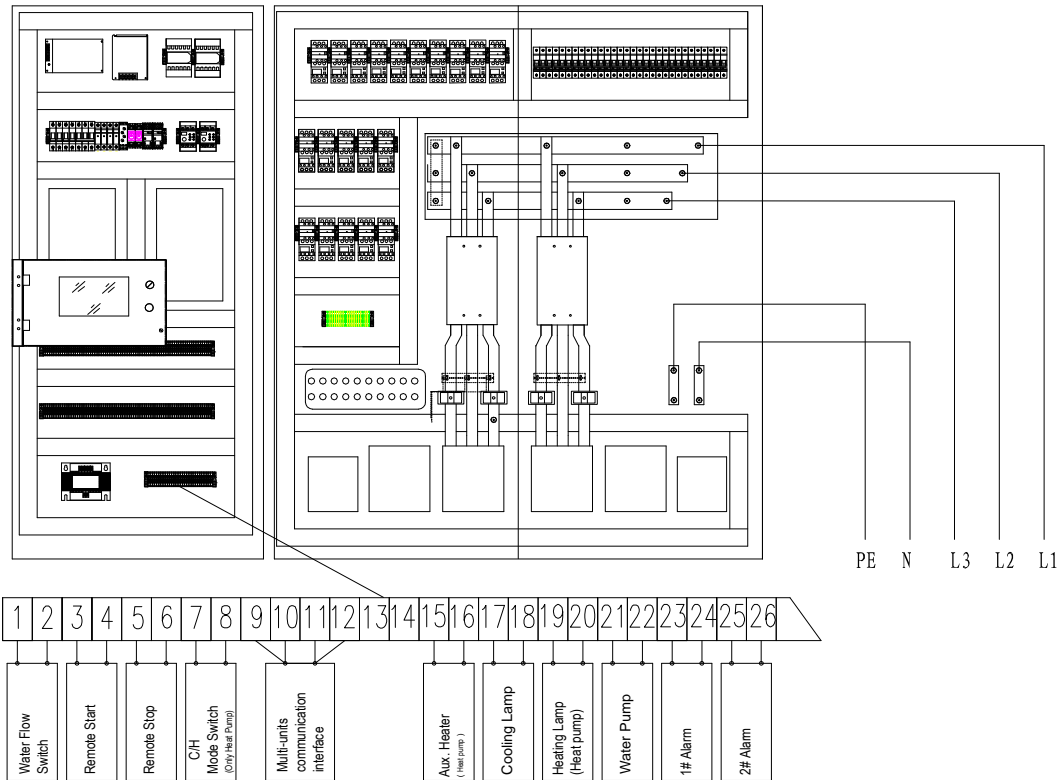 PE N L3 L2 L1
1 2 3 4 5 6 7 8 9 10 11 12 13 14 15 16 17 18 19 20 21 22 23 24 25 26
Water Flow
Switch
Remote Start
Remote Stop
C/H
Mode Switch
(Only Heat Pump)
Multi-units
communication
interface
Aux. Heater
( Heat pump )
Cooling Lamp
Heating Lamp
(Heat pump)
Water Pump
1# Alarm
2# Alarm